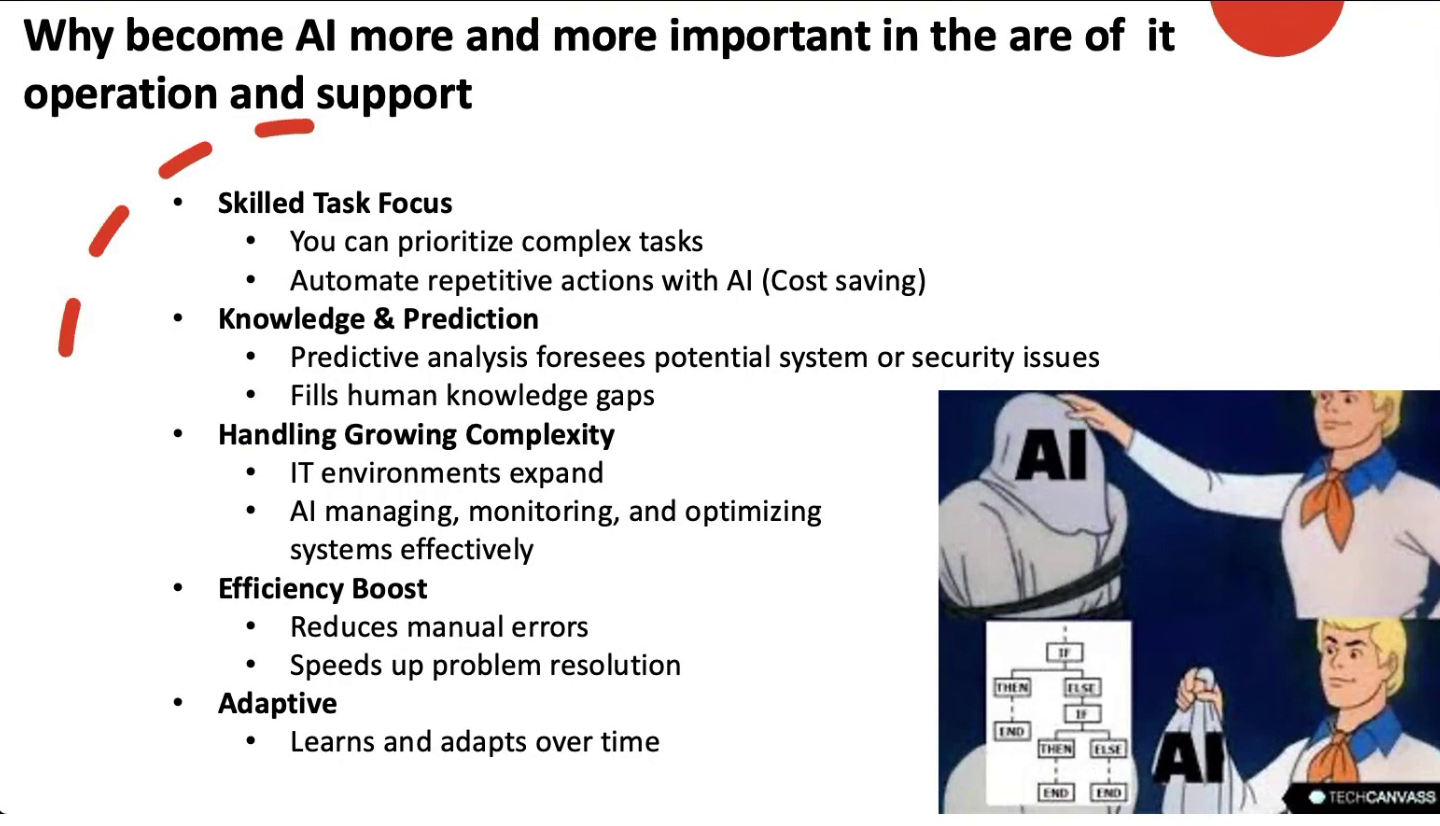 Why become AI more and more important in the are of it
operation and support
• Skilled Task Focus
• You can prioritize complex tasks
• Automate repetitive actions with AI (Cost saving)
• Knowledge & Prediction
• Predictive analysis foresees potential system or security issues
• Fills human knowledge gaps
• Handling Growing Complexity
• IT environments expand
• AI managing, monitoring, and optimizing
systems effectively
• Efficiency Boost
• Reduces manual errors
• Speeds up problem resolution
• Adaptive
• Learns and adapts over time
AI
IF
THEN ELSE
IF
END
THEN ELSE
END END
AI
TECHCANVASS